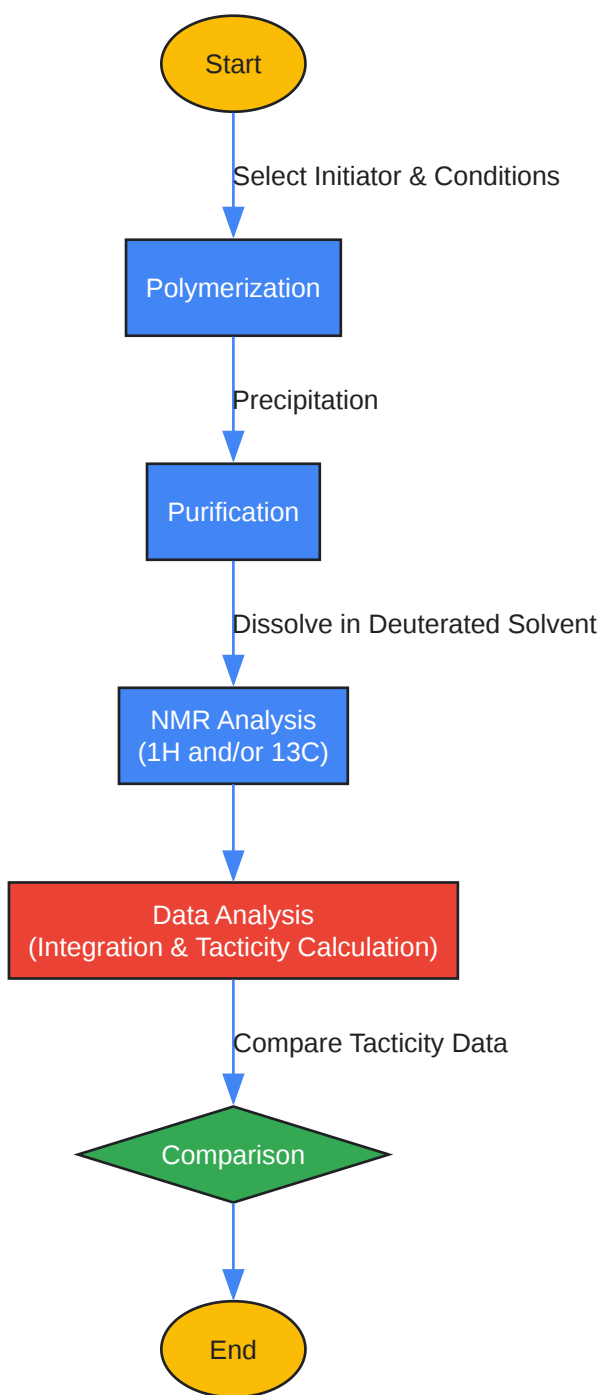 Start
Select Initiator & Conditions
Polymerization
Precipitation
Purification
Dissolve in Deuterated Solvent
NMR Analysis
(1H and/or 13C)
Data Analysis
(Integration & Tacticity Calculation)
Compare Tacticity Data
Comparison
End